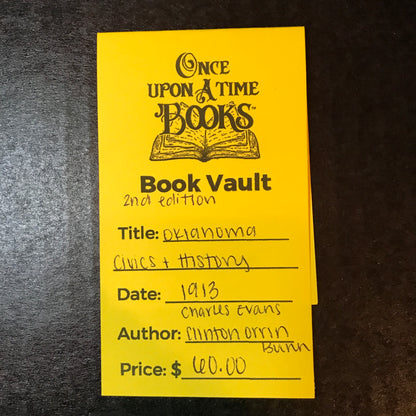 ONCE
UPON A TIME
BOOKS™
Book Vault
2nd edition
Title: Oklahoma
Civics + History
Date: 1913
Charles Evans
Author: Clinton Orrin
Bunn
Price: $ 60.00